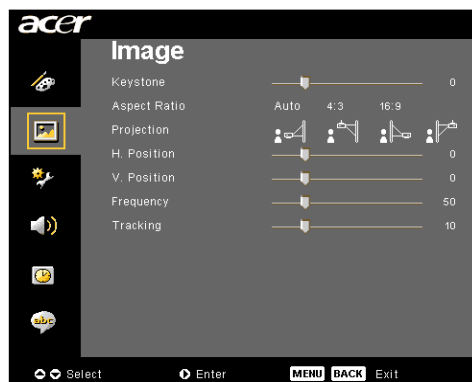 acer
Image
Keystone 0
Aspect Ratio Auto 4:3 16:9
Projection
H. Position 0
V. Position 0
Frequency 50
Tracking 10
abc
Select Enter MENU BACK Exit